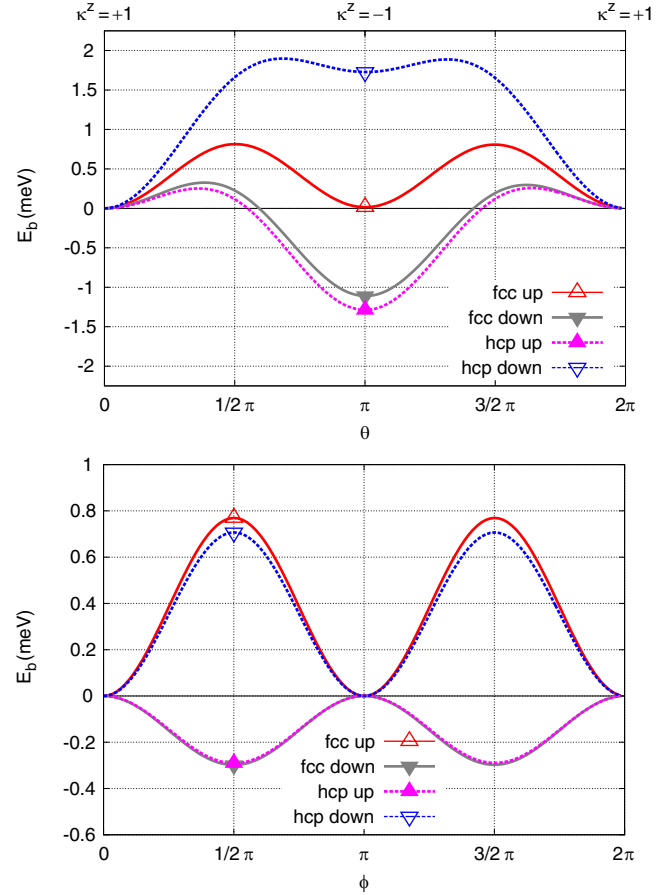 κᶻ = +1 κᶻ = −1 κᶻ = +1
2
1.5
1
0.5
0
-0.5
-1
-1.5
-2
E_b (meV)
fcc up
fcc down
hcp up
hcp down
0 1/2 π π 3/2 π 2π
θ
1
0.8
0.6
0.4
0.2
0
-0.2
-0.4
-0.6
E_b (meV)
fcc up
fcc down
hcp up
hcp down
0 1/2 π π 3/2 π 2π
ϕ